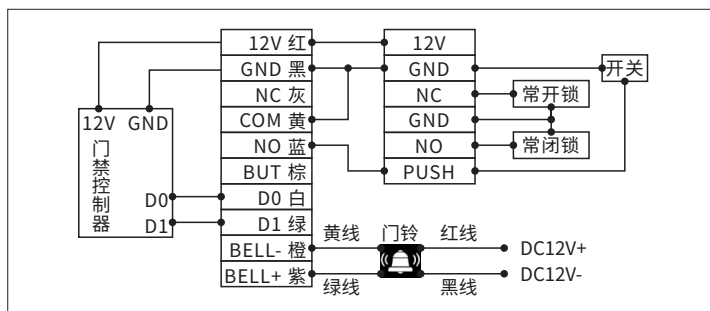 12V 红
GND 黑
NC 灰
COM 黄
NO 蓝
BUT 棕
D0 白
D1 绿
BELL- 橙
BELL+ 紫
12V
GND
NC
GND
NO
PUSH
开关
常开锁
常闭锁
12V GND
门禁控制器
D0
D1
黄线 门铃 红线
DC12V+
绿线 黑线
DC12V-